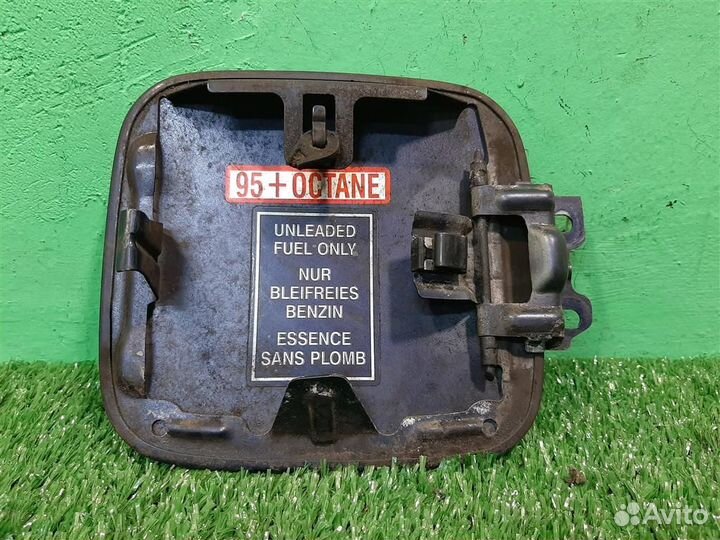 95+OCTANE
UNLEADED
FUEL ONLY
NUR
BLEIFREIES
BENZIN
ESSENCE
SANS PLOMB
Avito